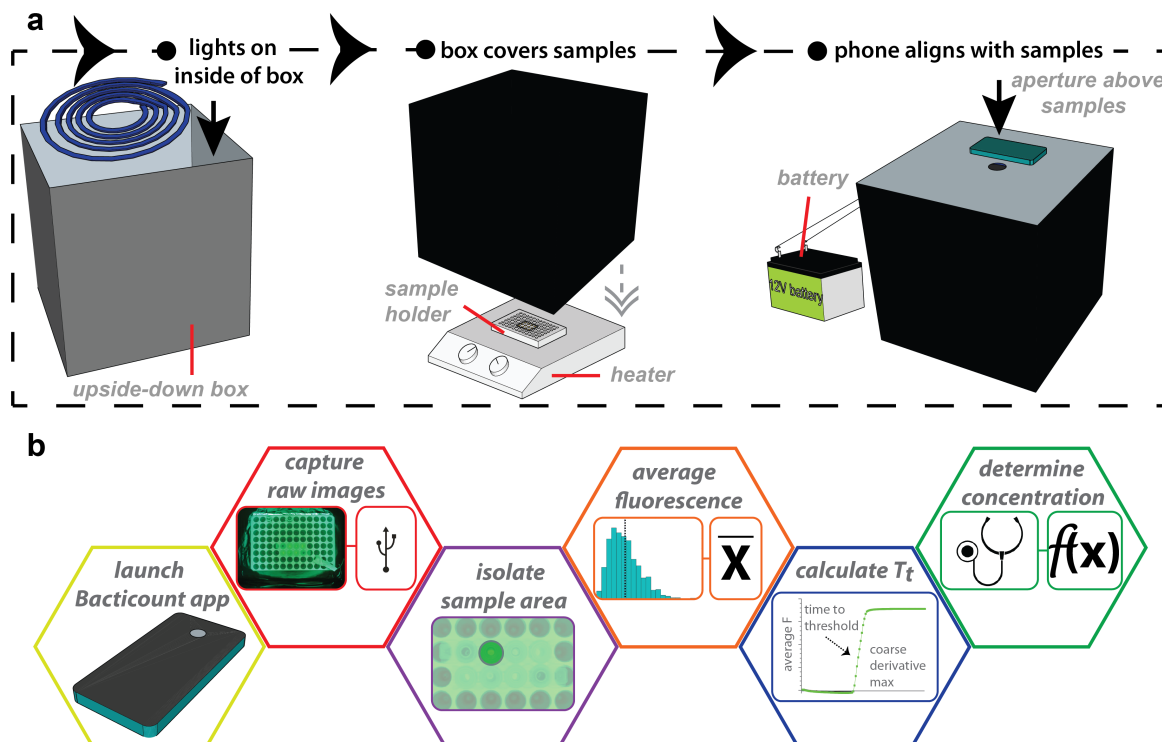 a
lights on
inside of box
box covers samples
phone aligns with samples
aperture above
samples
battery
12V battery
sample
holder
heater
upside-down box
b
launch
Bacticount app
capture
raw images
isolate
sample area
average
fluorescence
X
calculate Tt
average F
time to
threshold
coarse
derivative
max
determine
concentration
f(x)